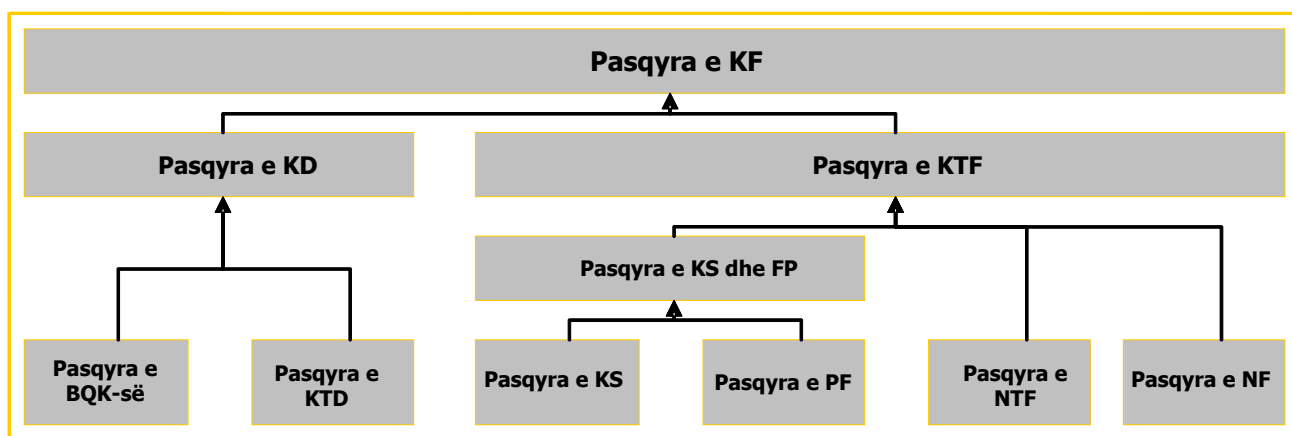 Pasqyra e KF
Pasqyra e KD
Pasqyra e KTF
Pasqyra e KS dhe FP
Pasqyra e
BQK-së
Pasqyra e
KTD
Pasqyra e KS
Pasqyra e PF
Pasqyra e
NTF
Pasqyra e NF